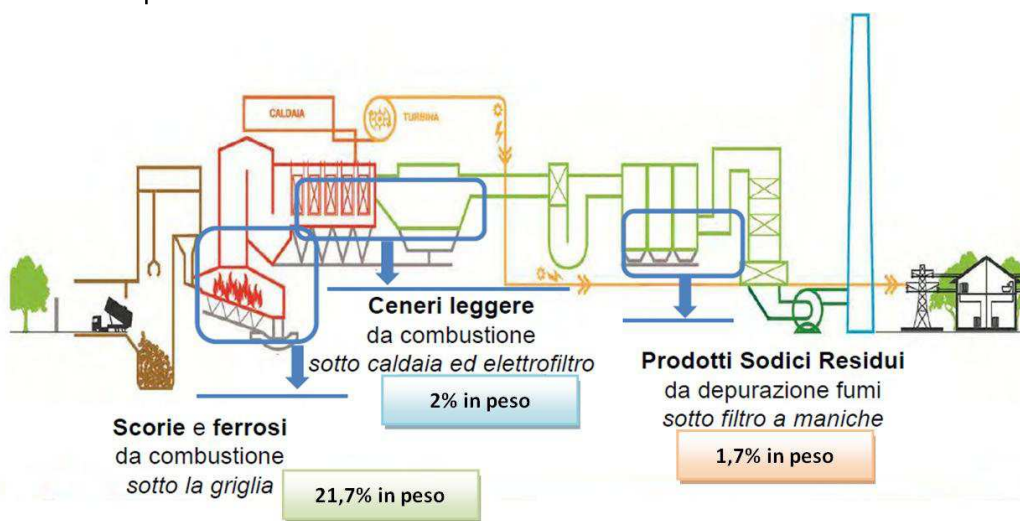 CALDAIA
TURBINA
Ceneri leggere
da combustione
sotto caldaia ed elettrofiltro
2% in peso
Prodotti Sodici Residui
da depurazione fumi
sotto filtro a maniche
1,7% in peso
Scorie e ferrosi
da combustione
sotto la griglia
21,7% in peso